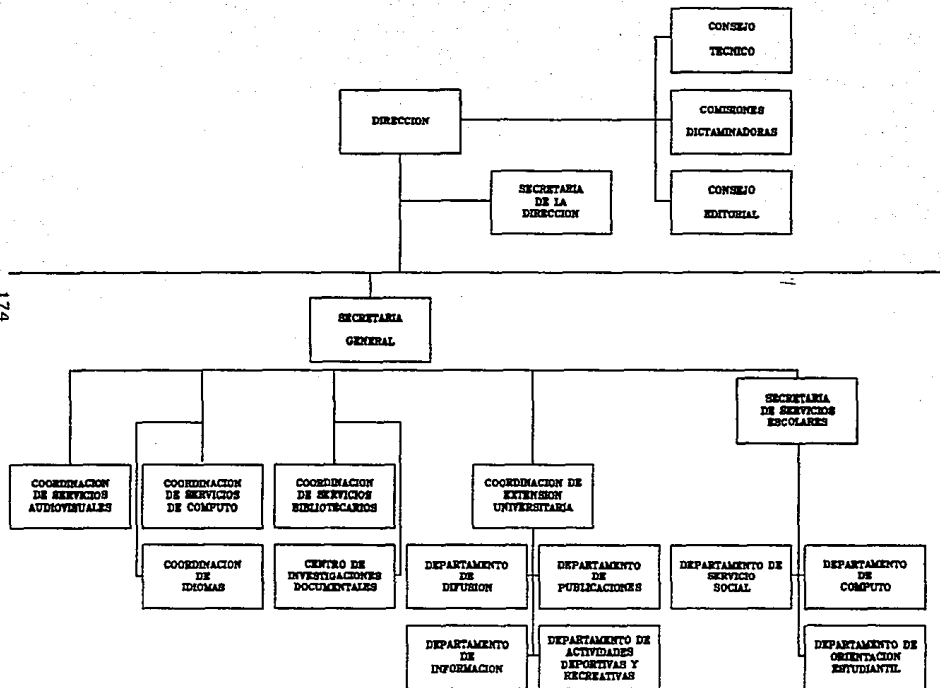 CONSEJO
TECNICO
DIRECCION
COMISIONES
DICTAMINADORAS
SECRETARIA
DE LA
DIRECCION
CONSEJO
EDITORIAL
174
SECRETARIA
GENERAL
SECRETARIA
DE SERVICIOS
ESCOLARES
COORDINACION
DE SERVICIOS
AUDIOVISUALES
COORDINACION
DE SERVICIOS
DE COMPUTO
COORDINACION
DE SERVICIOS
BIBLIOTECARIOS
COORDINACION DE
EXTENSION
UNIVERSITARIA
COORDINACION
DE
IDIOMAS
CENTRO DE
INVESTIGACIONES
DOCUMENTALES
DEPARTAMENTO
DE
DIFUSION
DEPARTAMENTO
DE
PUBLICACIONES
DEPARTAMENTO DE
SERVICIO
SOCIAL
DEPARTAMENTO
DE
COMPUTO
DEPARTAMENTO
DE
INFORMACION
DEPARTAMENTO DE
ACTIVIDADES
DEPORTIVAS Y
RECREATIVAS
DEPARTAMENTO DE
ORIENTACION
ESTUDIANTIL